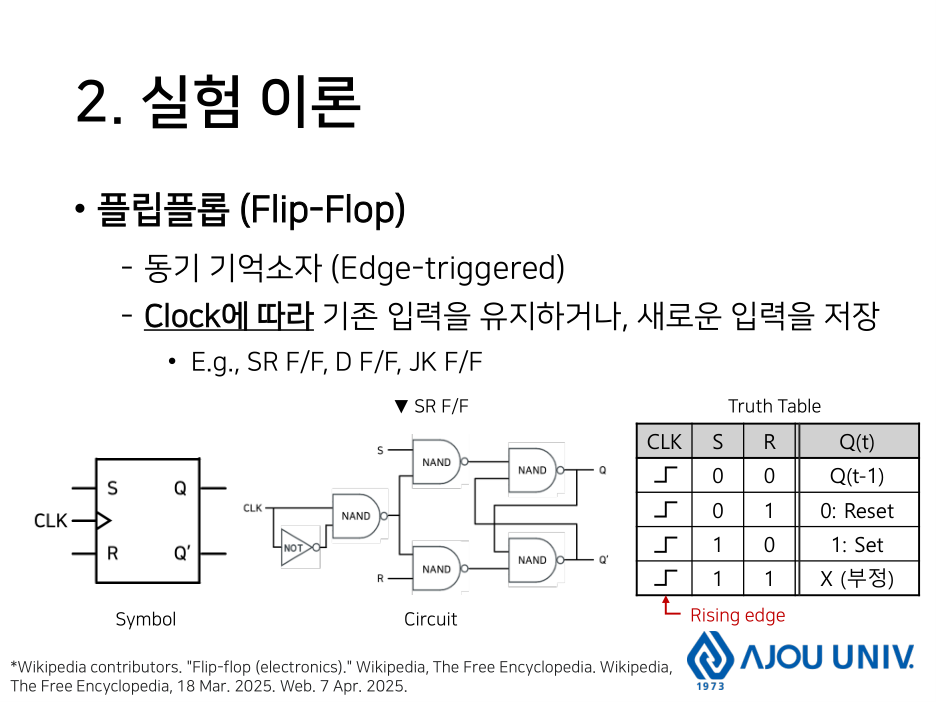 2. 실험 이론
• 플립플롭 (Flip-Flop)
- 동기 기억소자 (Edge-triggered)
- Clock에 따라 기존 입력을 유지하거나, 새로운 입력을 저장
• E.g., SR F/F, D F/F, JK F/F
▼ SR F/F
Truth Table
S Q
CLK
R Q’
Symbol
S
CLK
NOT
NAND
NAND
NAND
Q
R
NAND
NAND
Q’
Circuit
CLK S R Q(t)
0 0 Q(t-1)
0 1 0: Reset
1 0 1: Set
1 1 X (부정)
Rising edge
*Wikipedia contributors. "Flip-flop (electronics)." Wikipedia, The Free Encyclopedia. Wikipedia,
The Free Encyclopedia, 18 Mar. 2025. Web. 7 Apr. 2025.
AJOU UNIV.
1973